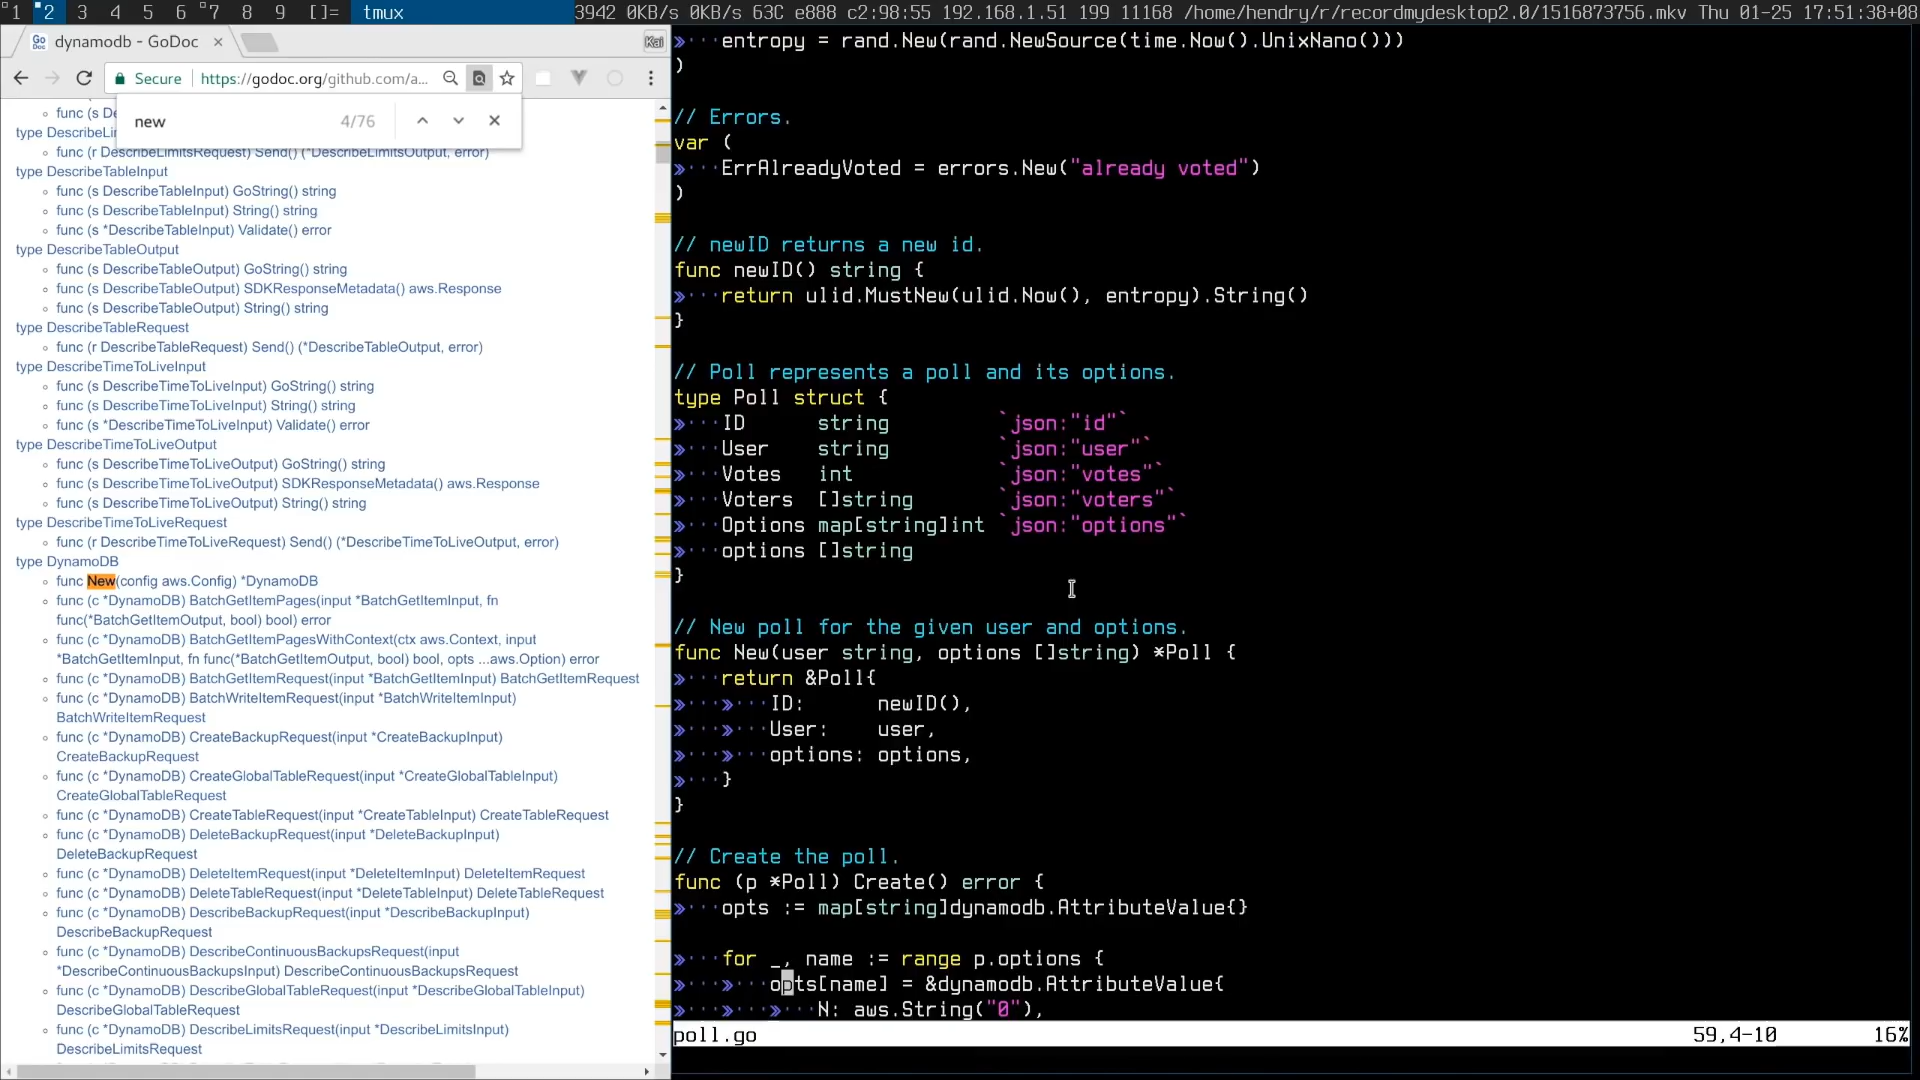 1 2 3 4 5 6 7 8 9 []= tmux 3942 0KB/s 0KB/s 63C e888 c2:98:55 192.168.1.51 199 11168 /home/hendry/r/recordmydesktop2.0/1516873756.mkv Thu 01-25 17:51:38+08
dynamodb - GoDoc
Kai
Secure https://godoc.org/github.com/a...
new 4/76
func (s De
type DescribeLi
func (r DescribeLimitsRequest) Send() (*DescribeLimitsOutput, error)
type DescribeTableInput
func (s DescribeTableInput) GoString() string
func (s DescribeTableInput) String() string
func (s *DescribeTableInput) Validate() error
type DescribeTableOutput
func (s DescribeTableOutput) GoString() string
func (s DescribeTableOutput) SDKResponseMetadata() aws.Response
func (s DescribeTableOutput) String() string
type DescribeTableRequest
func (r DescribeTableRequest) Send() (*DescribeTableOutput, error)
type DescribeTimeToLiveInput
func (s DescribeTimeToLiveInput) GoString() string
func (s DescribeTimeToLiveInput) String() string
func (s *DescribeTimeToLiveInput) Validate() error
type DescribeTimeToLiveOutput
func (s DescribeTimeToLiveOutput) GoString() string
func (s DescribeTimeToLiveOutput) SDKResponseMetadata() aws.Response
func (s DescribeTimeToLiveOutput) String() string
type DescribeTimeToLiveRequest
func (r DescribeTimeToLiveRequest) Send() (*DescribeTimeToLiveOutput, error)
type DynamoDB
func New(config aws.Config) *DynamoDB
func (c *DynamoDB) BatchGetItemPages(input *BatchGetItemInput, fn
func(*BatchGetItemOutput, bool) bool) error
func (c *DynamoDB) BatchGetItemPagesWithContext(ctx aws.Context, input
*BatchGetItemInput, fn func(*BatchGetItemOutput, bool) bool, opts ...aws.Option) error
func (c *DynamoDB) BatchGetItemRequest(input *BatchGetItemInput) BatchGetItemRequest
func (c *DynamoDB) BatchWriteItemRequest(input *BatchWriteItemInput)
BatchWriteItemRequest
func (c *DynamoDB) CreateBackupRequest(input *CreateBackupInput)
CreateBackupRequest
func (c *DynamoDB) CreateGlobalTableRequest(input *CreateGlobalTableInput)
CreateGlobalTableRequest
func (c *DynamoDB) CreateTableRequest(input *CreateTableInput) CreateTableRequest
func (c *DynamoDB) DeleteBackupRequest(input *DeleteBackupInput)
DeleteBackupRequest
func (c *DynamoDB) DeleteItemRequest(input *DeleteItemInput) DeleteItemRequest
func (c *DynamoDB) DeleteTableRequest(input *DeleteTableInput) DeleteTableRequest
func (c *DynamoDB) DescribeBackupRequest(input *DescribeBackupInput)
DescribeBackupRequest
func (c *DynamoDB) DescribeContinuousBackupsRequest(input
*DescribeContinuousBackupsInput) DescribeContinuousBackupsRequest
func (c *DynamoDB) DescribeGlobalTableRequest(input *DescribeGlobalTableInput)
DescribeGlobalTableRequest
func (c *DynamoDB) DescribeLimitsRequest(input *DescribeLimitsInput)
DescribeLimitsRequest
»···entropy = rand.New(rand.NewSource(time.Now().UnixNano()))
)
// Errors.
var (
»···ErrAlreadyVoted = errors.New("already voted")
)
// newID returns a new id.
func newID() string {
»···return ulid.MustNew(ulid.Now(), entropy).String()
}
// Poll represents a poll and its options.
type Poll struct {
»···ID      string         `json:"id"`
»···User    string         `json:"user"`
»···Votes   int            `json:"votes"`
»···Voters  []string       `json:"voters"`
»···Options map[string]int `json:"options"`
»···options []string
}
// New poll for the given user and options.
func New(user string, options []string) *Poll {
»···return &Poll{
»···»···ID:      newID(),
»···»···User:    user,
»···»···options: options,
»···}
}
// Create the poll.
func (p *Poll) Create() error {
»···opts := map[string]dynamodb.AttributeValue{}
»···for _, name := range p.options {
»···»···opts[name] = &dynamodb.AttributeValue{
»···»···»···N: aws.String("0"),
poll.go 59,4-10 16%